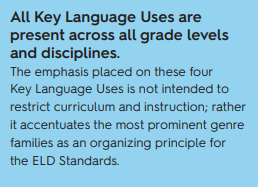 All Key Language Uses are
present across all grade levels
and disciplines.
The emphasis placed on these four
Key Language Uses is not intended to
restrict curriculum and instruction; rather
it accentuates the most prominent genre
families as an organizing principle for
the ELD Standards.